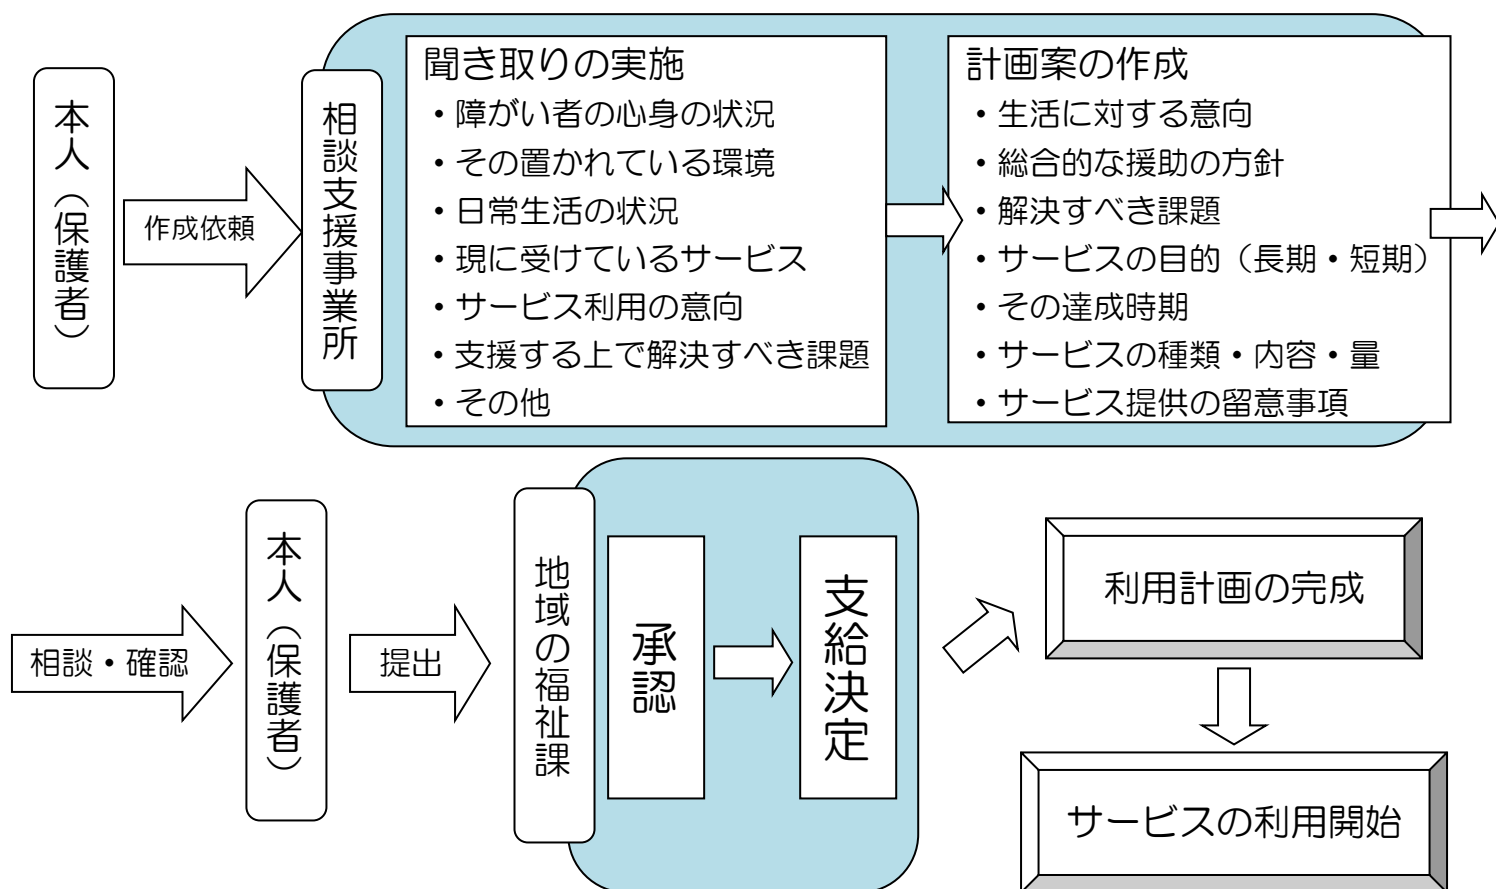 本人（保護者）
作成依頼
相談支援事業所
聞き取りの実施
・障がい者の心身の状況
・その置かれている環境
・日常生活の状況
・現に受けているサービス
・サービス利用の意向
・支援する上で解決すべき課題
・その他
計画案の作成
・生活に対する意向
・総合的な援助の方針
・解決すべき課題
・サービスの目的（長期・短期）
・その達成時期
・サービスの種類・内容・量
・サービス提供の留意事項
相談・確認
本人（保護者）
提出
地域の福祉課
承認
支給決定
利用計画の完成
サービスの利用開始